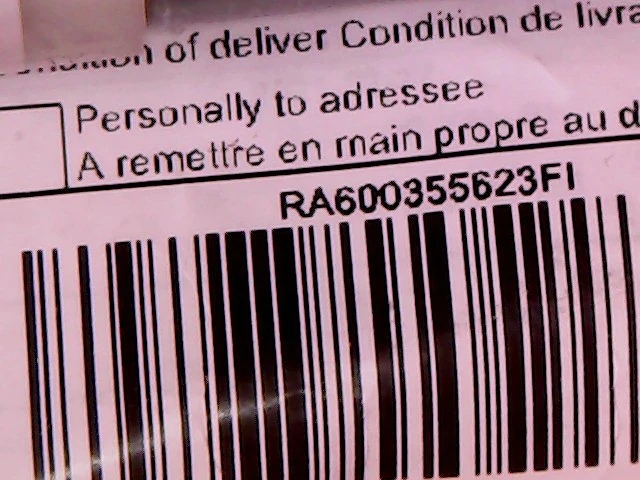 of deliver Condition de livra
Personally to adressee
A remettre en main propre au d
RA600355623FI